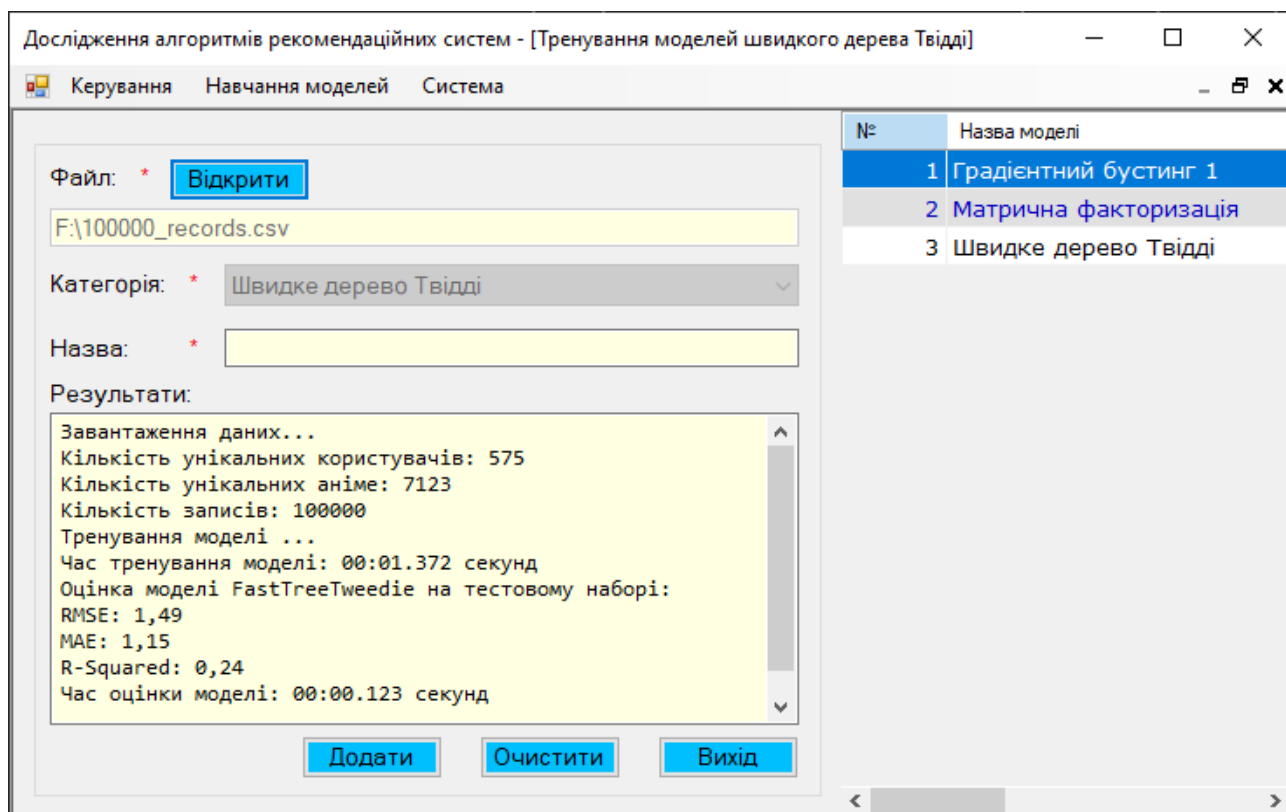 Дослідження алгоритмів рекомендаційних систем - [Тренування моделей швидкого дерева Твідді]
Керування Навчання моделей Система
Файл: * Відкрити
F:\100000_records.csv
Категорія: * Швидке дерево Твідді
Назва: *
Результати:
Завантаження даних...
Кількість унікальних користувачів: 575
Кількість унікальних аніме: 7123
Кількість записів: 100000
Тренування моделі ...
Час тренування моделі: 00:01.372 секунд
Оцінка моделі FastTreeTweedie на тестовому наборі:
RMSE: 1,49
MAE: 1,15
R-Squared: 0,24
Час оцінки моделі: 00:00.123 секунд
Додати Очистити Вихід
№ Назва моделі
1 Градієнтний бустинг 1
2 Матрична факторизація
3 Швидке дерево Твідді